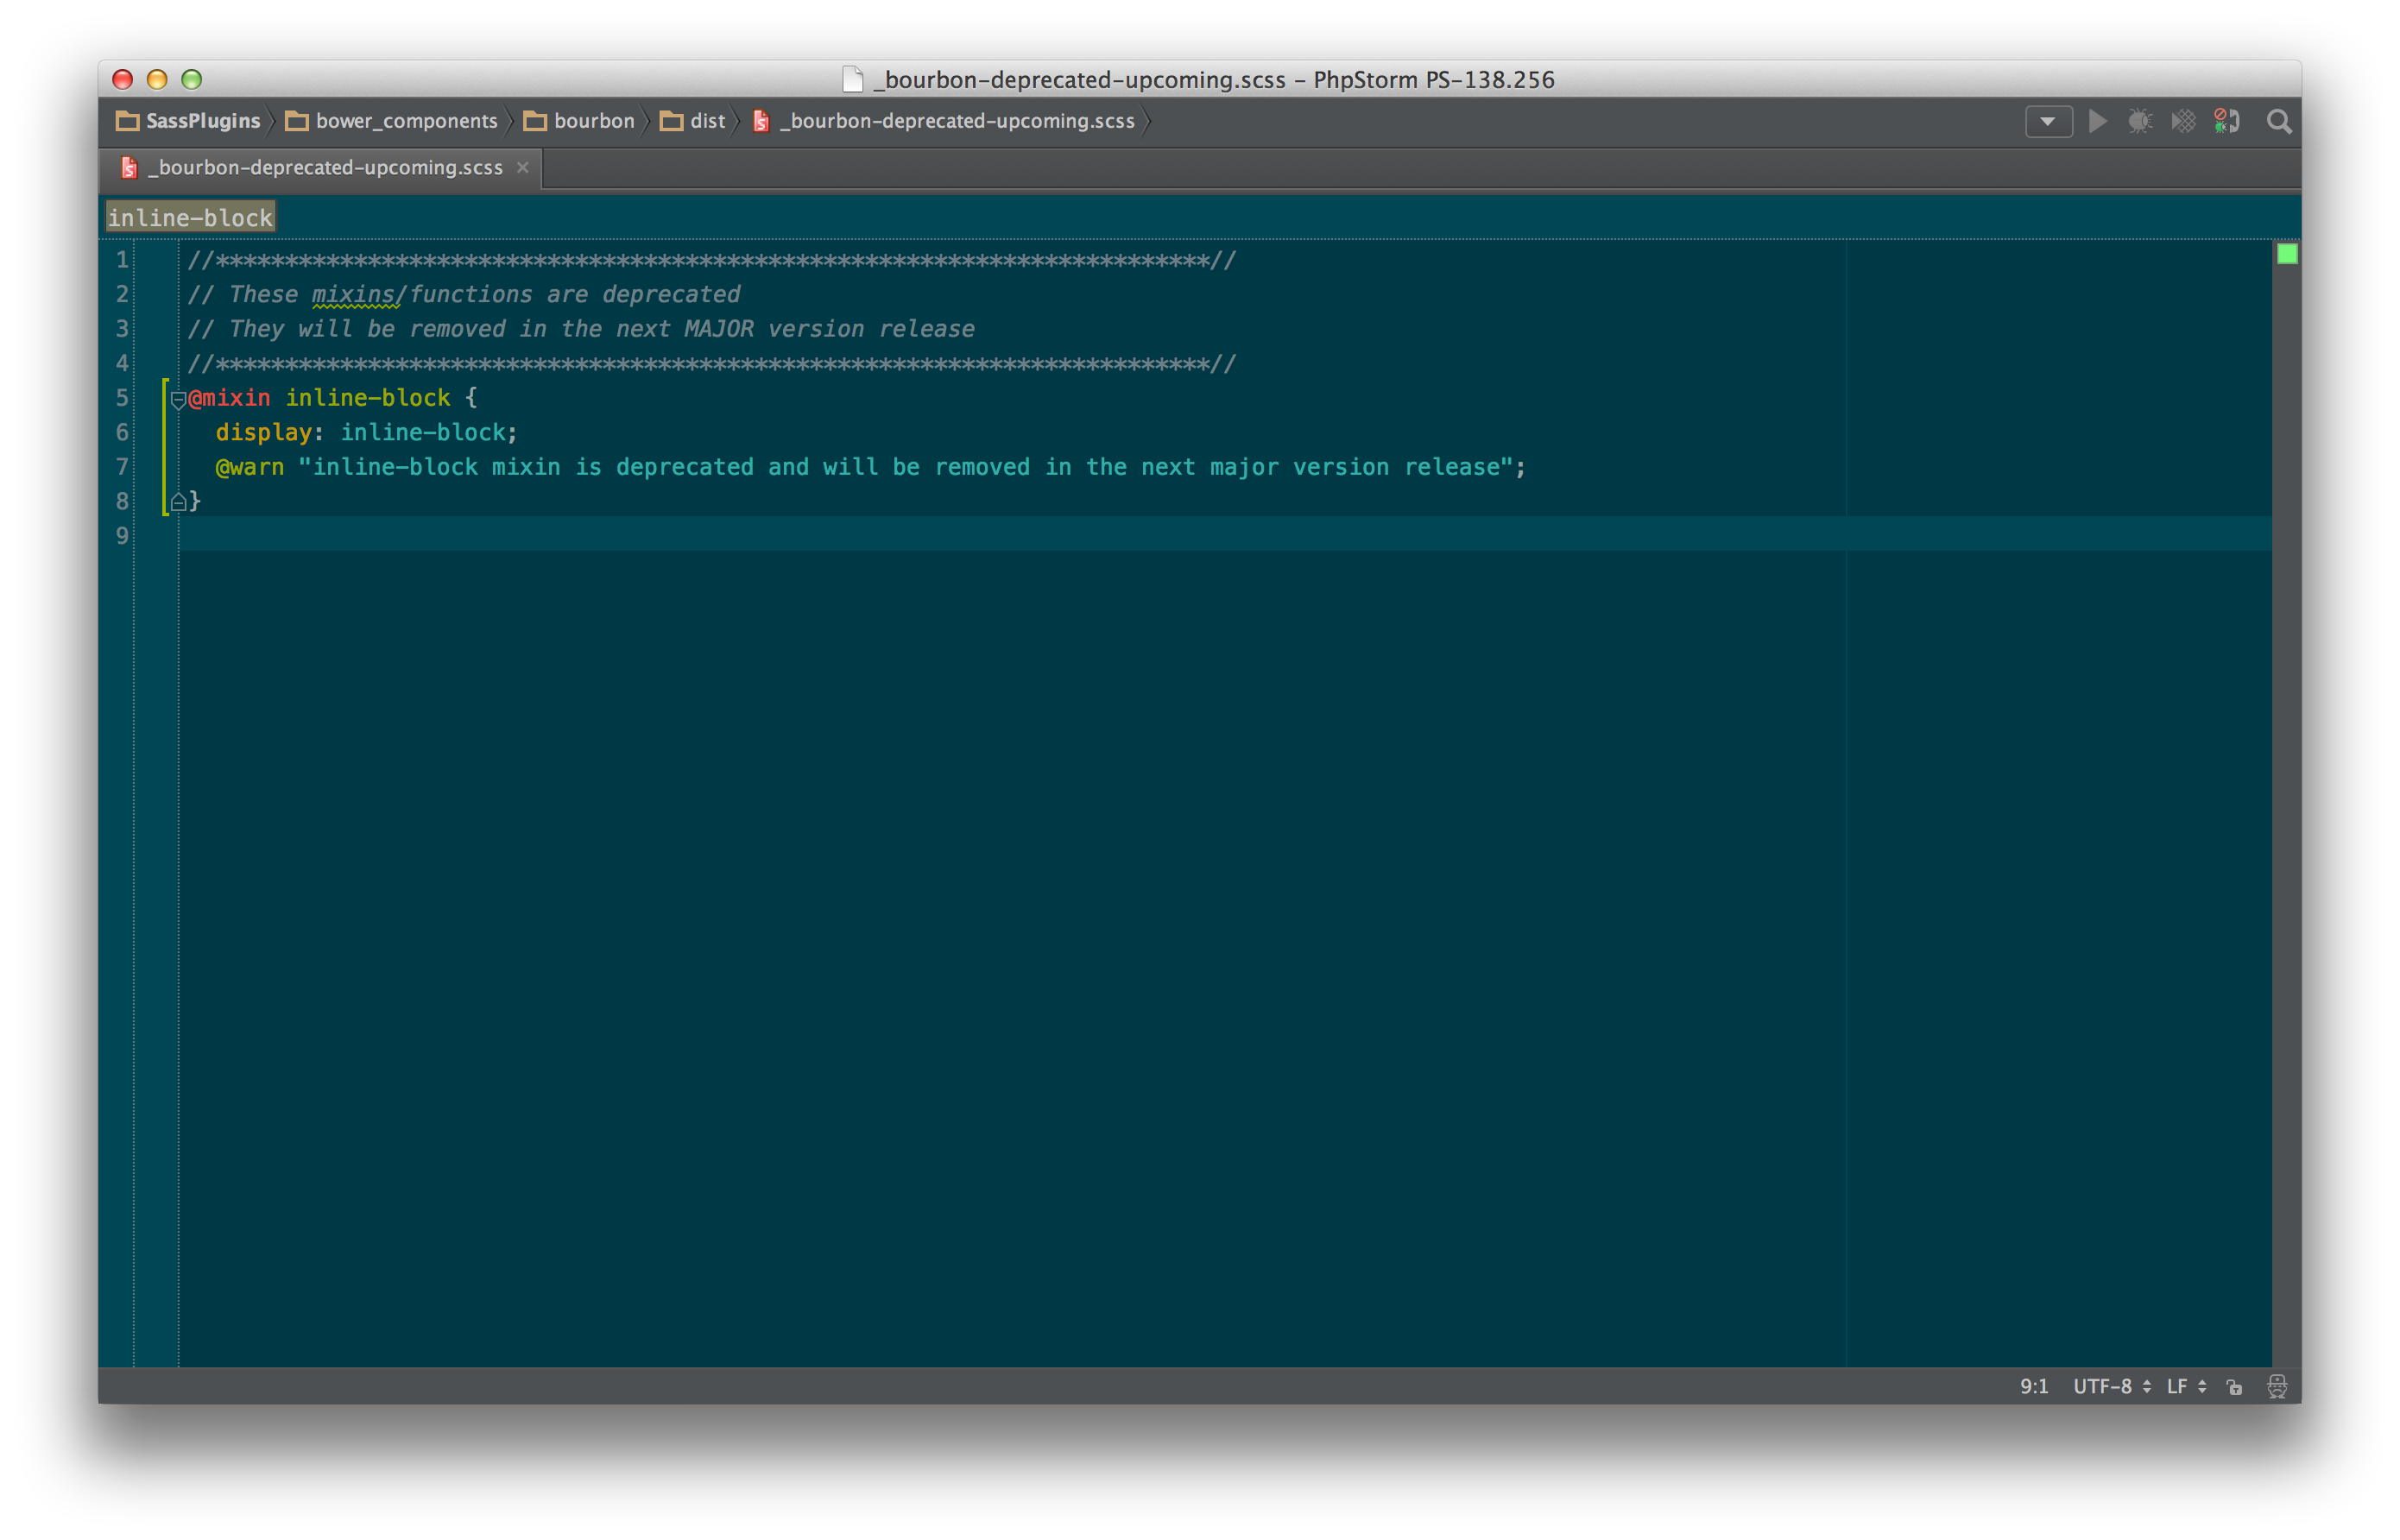 _bourbon-deprecated-upcoming.scss – PhpStorm PS-138.256
SassPlugins bower_components bourbon dist _bourbon-deprecated-upcoming.scss
_bourbon-deprecated-upcoming.scss
inline-block
1 //************************************************************************//
2 // These mixins/functions are deprecated
3 // They will be removed in the next MAJOR version release
4 //************************************************************************//
5 @mixin inline-block {
6 display: inline-block;
7 @warn "inline-block mixin is deprecated and will be removed in the next major version release";
8 }
9
9:1 UTF-8 LF